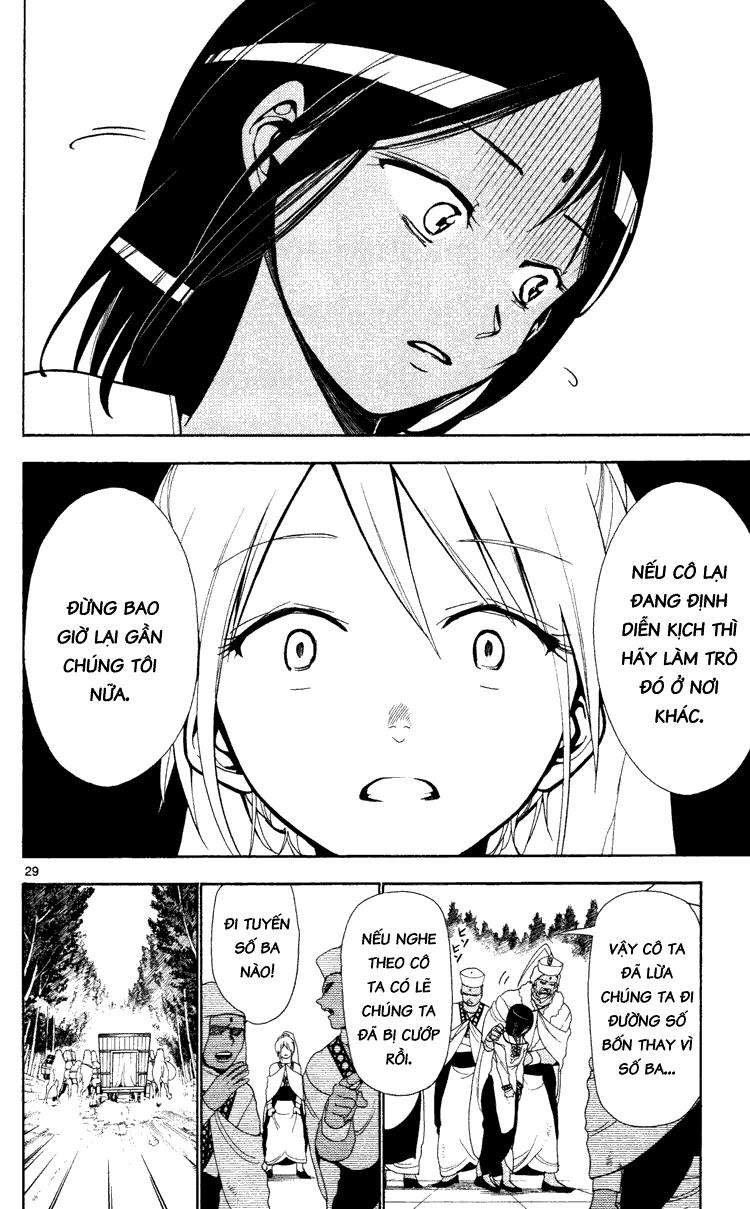 NẾU CÔ LẠI
ĐANG ĐỊNH
DIỄN KỊCH THÌ
HÃY LÀM TRÒ
ĐÓ Ở NƠI
KHÁC.
ĐỪNG BAO
GIỜ LẠI GẦN
CHÚNG TÔI
NỮA.
29
VẬY CÔ TA
ĐÃ LỪA
CHÚNG TA ĐI
ĐƯỜNG SỐ
BỐN THAY VÌ
SỐ BA...
NẾU NGHE
THEO CÔ
TA CÓ LẼ
CHÚNG TA
ĐÃ BỊ CƯỚP
RỒI.
ĐI TUYẾN
SỐ BA
NÀO!